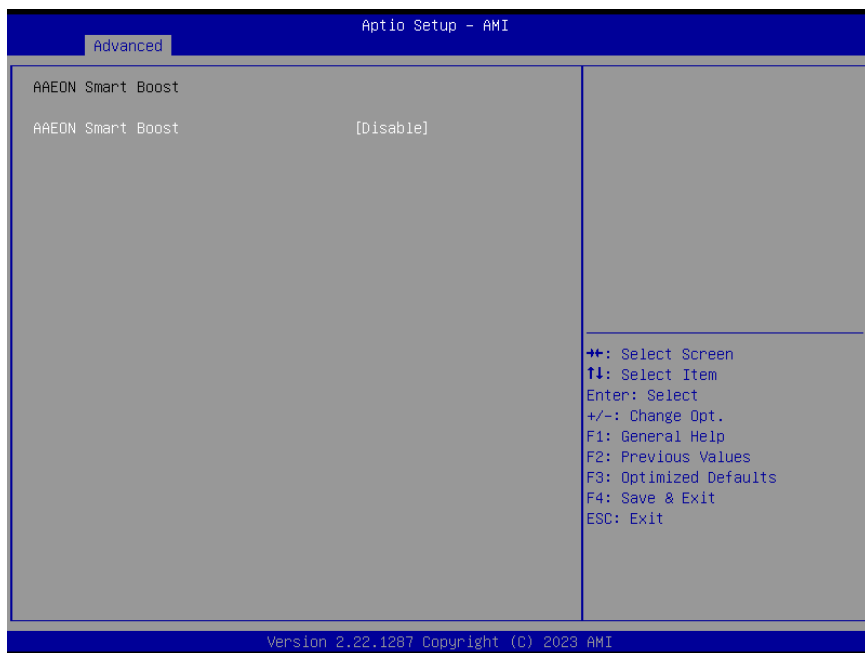 Aptio Setup – AMI
Advanced
AAEON Smart Boost
AAEON Smart Boost [Disable]
→←: Select Screen
↑↓: Select Item
Enter: Select
+/-: Change Opt.
F1: General Help
F2: Previous Values
F3: Optimized Defaults
F4: Save & Exit
ESC: Exit
Version 2.22.1287 Copyright (C) 2023 AMI